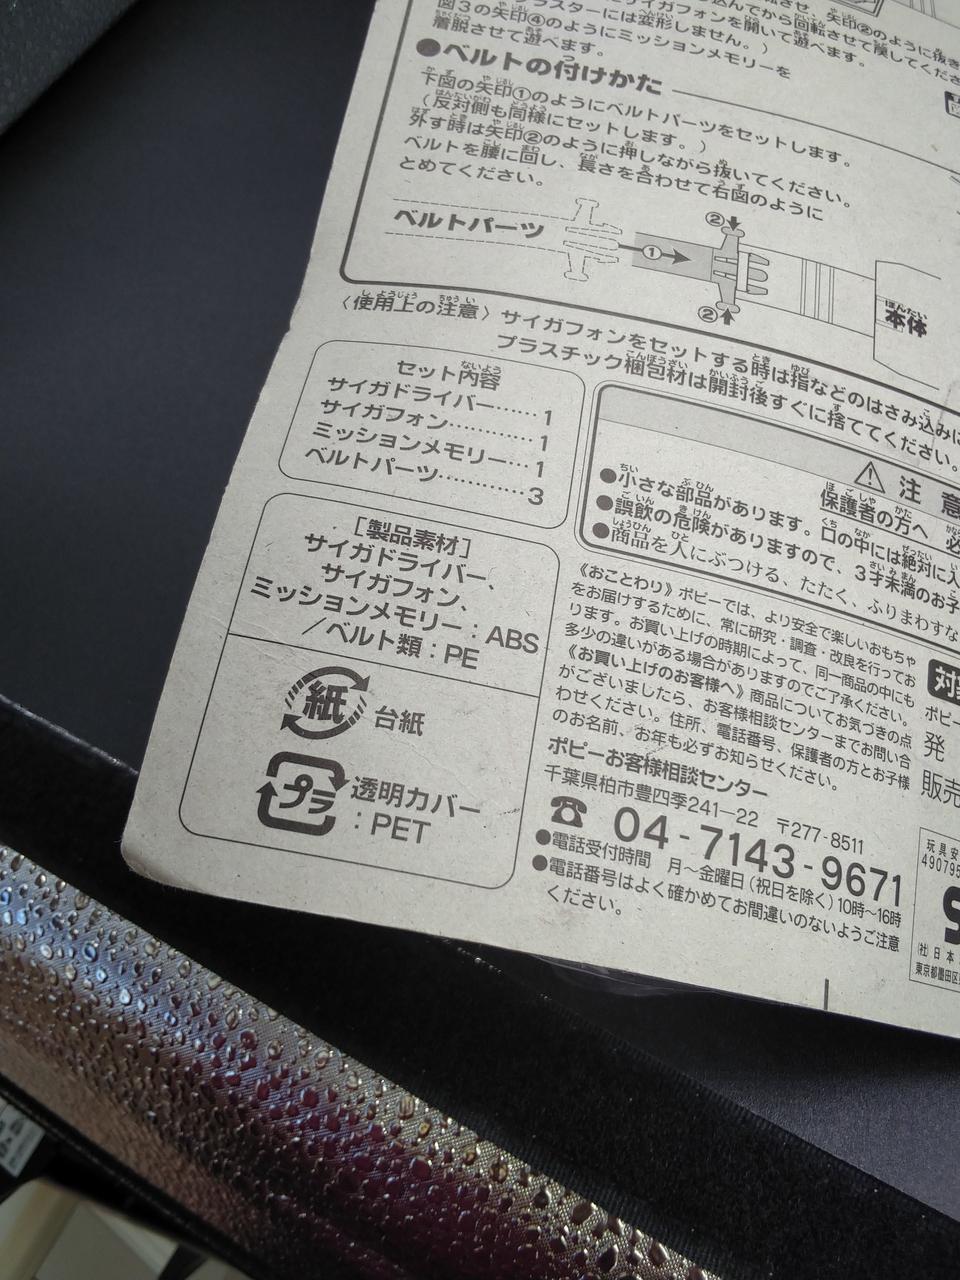 図3の矢印④のようにミッションメモリーを
着脱させて遊べます。
●ベルトの付けかた
下図の矢印①のようにベルトパーツをセットします。
(反対側も同様にセットします。)
外す時は矢印②のように押しながら抜いてください。
ベルトを腰に回し、長さを合わせて右図のように
とめてください。
ベルトパーツ
①
②
②
本体
〈使用上の注意〉サイガフォンをセットする時は指などのはさみ込みに
プラスチック梱包材は開封後すぐに捨ててください。
セット内容
サイガドライバー……1
サイガフォン…………1
ミッションメモリー…1
ベルトパーツ…………3
[製品素材]
サイガドライバー、
サイガフォン、
ミッションメモリー:ABS
/ベルト類:PE
紙 台紙
プラ 透明カバー
:PET
⚠注意
保護者の方へ 必
●小さな部品があります。口の中には絶対に入
●誤飲の危険がありますので、3才未満のお子
●商品を人にぶつける、たたく、ふりまわすな
《おことわり》ポピーでは、より安全で楽しいおもちゃ
をお届けするために、常に研究・調査・改良を行ってお
ります。お買い上げの時期によって、同一商品の中にも
多少の違いがある場合がありますのでご了承ください。
《お買い上げのお客様へ》商品についてお気づきの点
がございましたら、お客様相談センターまでお問い合
わせください。住所、電話番号、保護者の方とお子様
のお名前、お年も必ずお知らせください。
ポピーお客様相談センター
千葉県柏市豊四季241—22 〒277-8511
☎04-7143-9671
●電話受付時間 月〜金曜日(祝日を除く)10時〜16時
●電話番号はよく確かめてお間違いのないようご注意
ください。
ポピー
発
販売
玩具安
490795
S
(社)日本
東京都墨田区